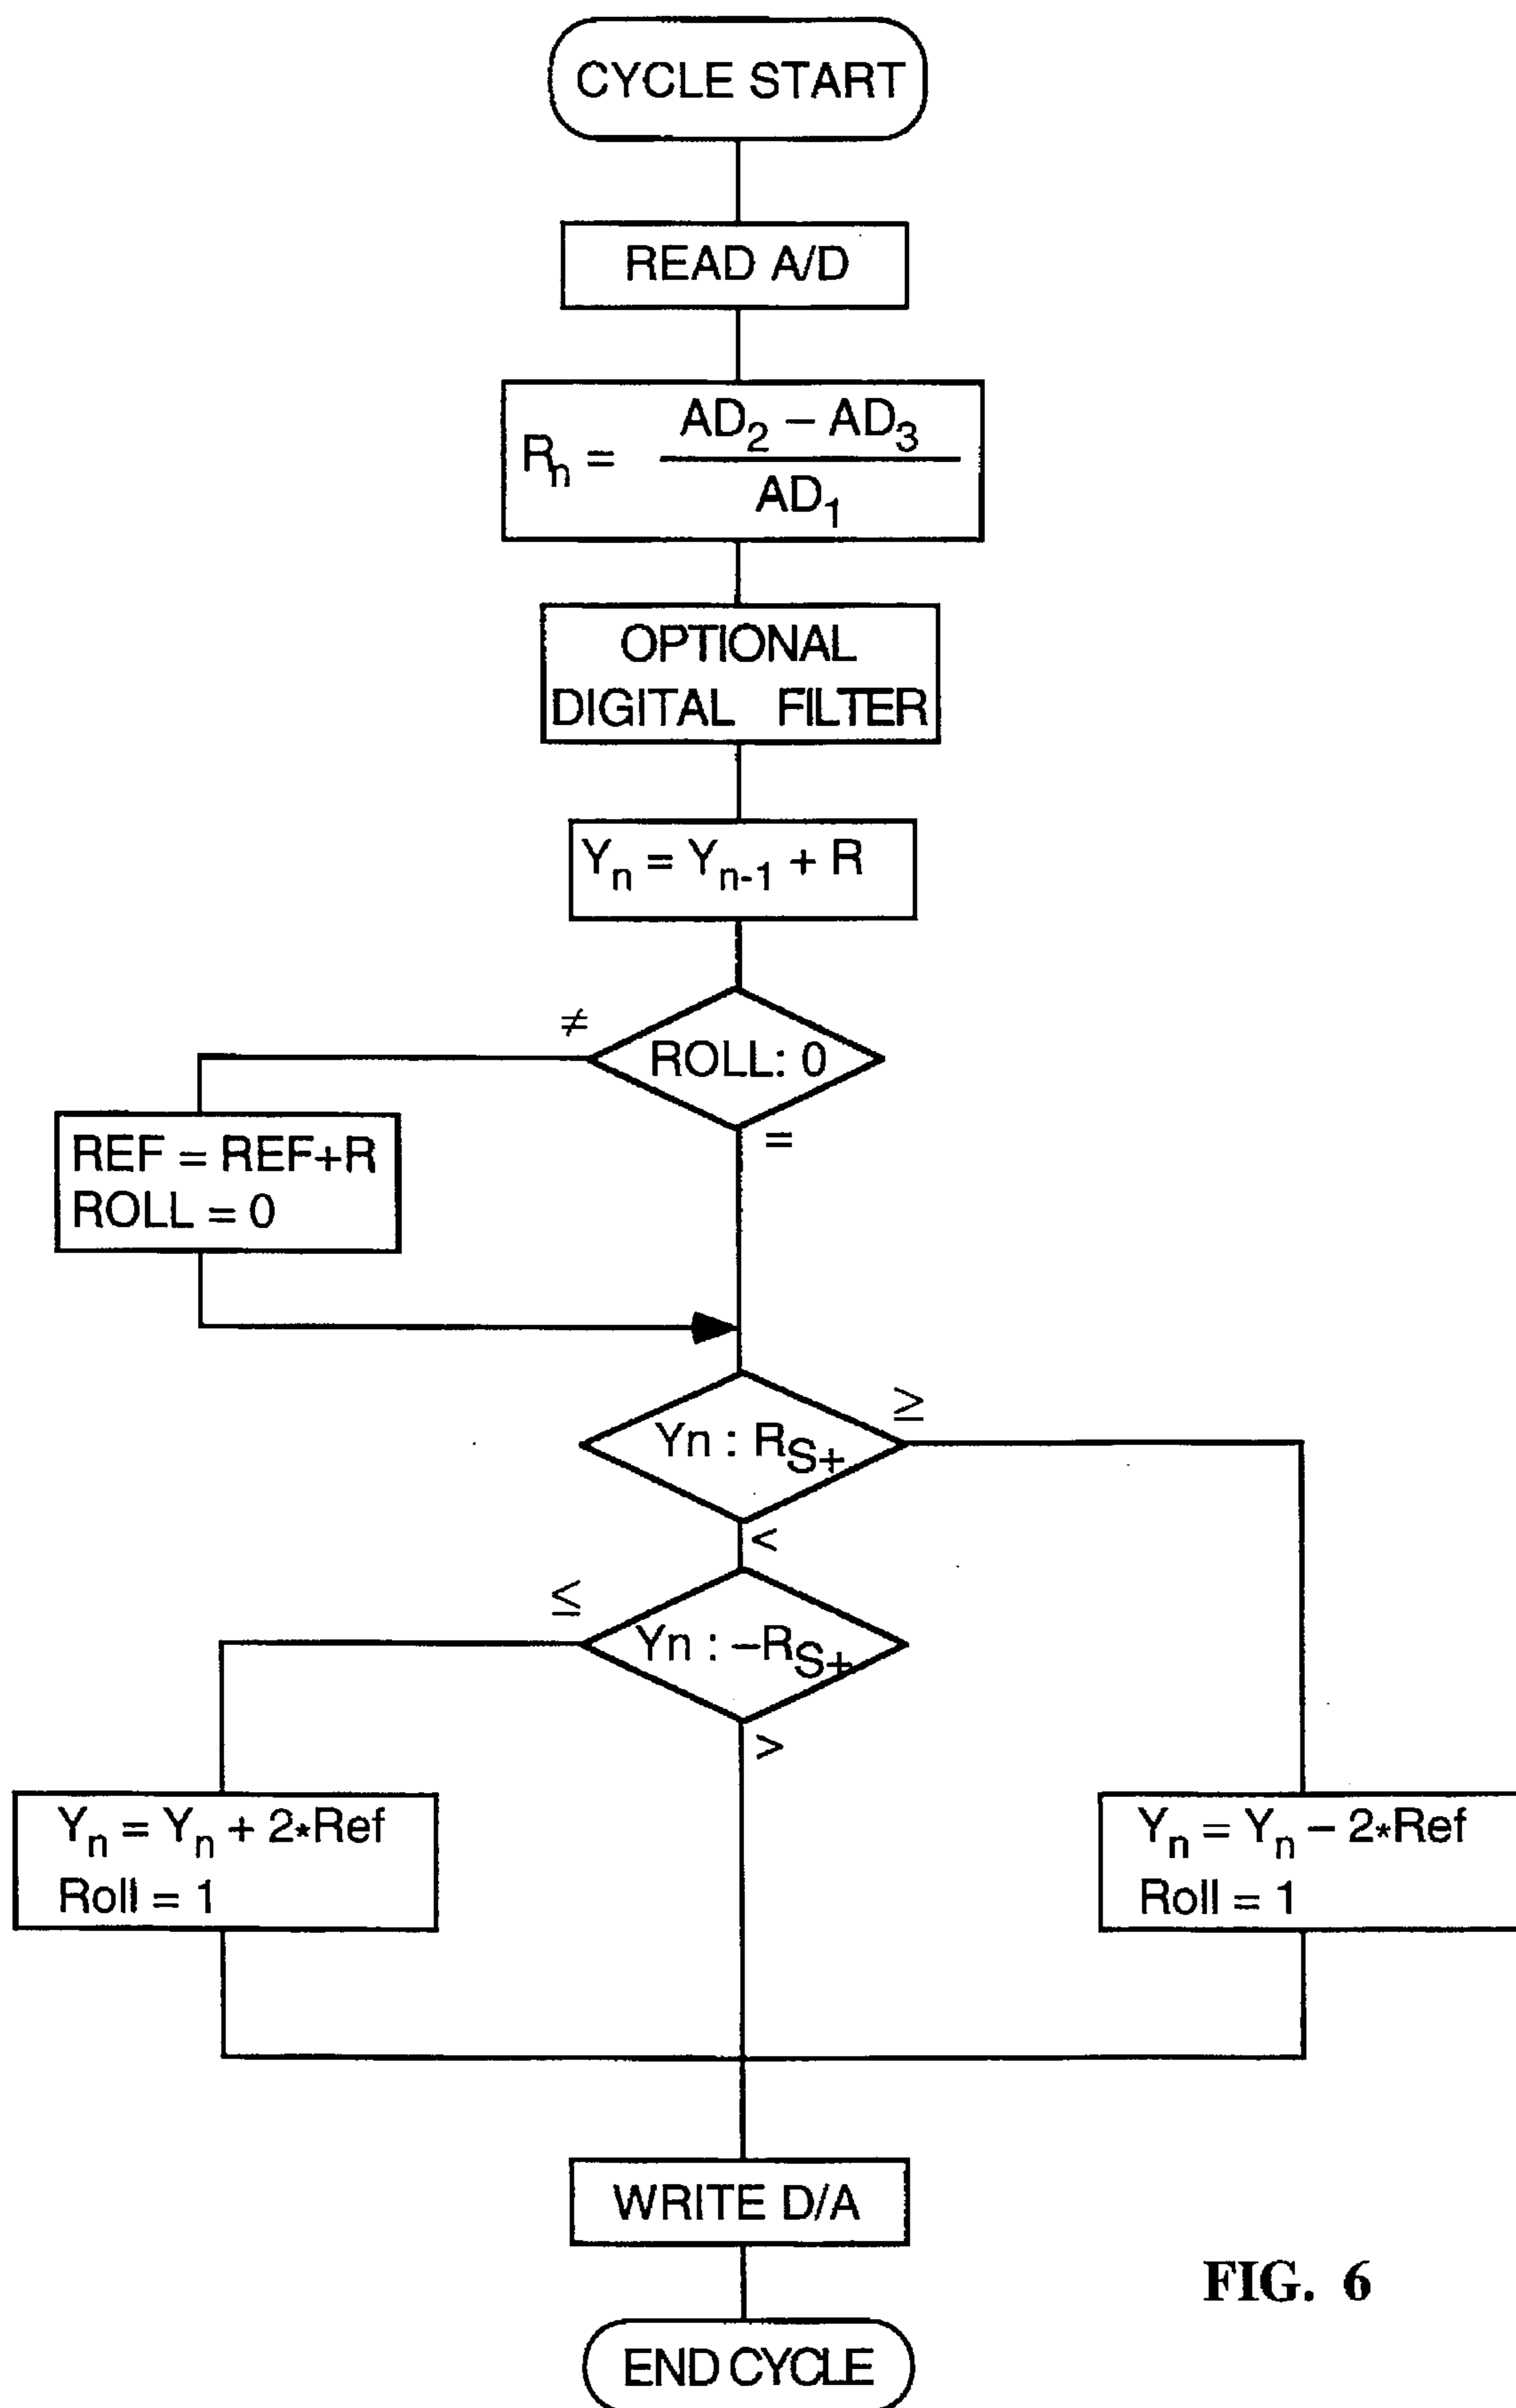 CYCLE START
READ A/D
Rn = AD2 – AD3
AD1
OPTIONAL
DIGITAL FILTER
Yn = Yn-1 + R
≠
ROLL: 0
=
REF = REF+R
ROLL = 0
≥
Yn : RS+
<
≤
Yn : –RS+
>
Yn = Yn + 2*Ref
Roll = 1
Yn = Yn – 2*Ref
Roll = 1
WRITE D/A
FIG. 6
END CYCLE